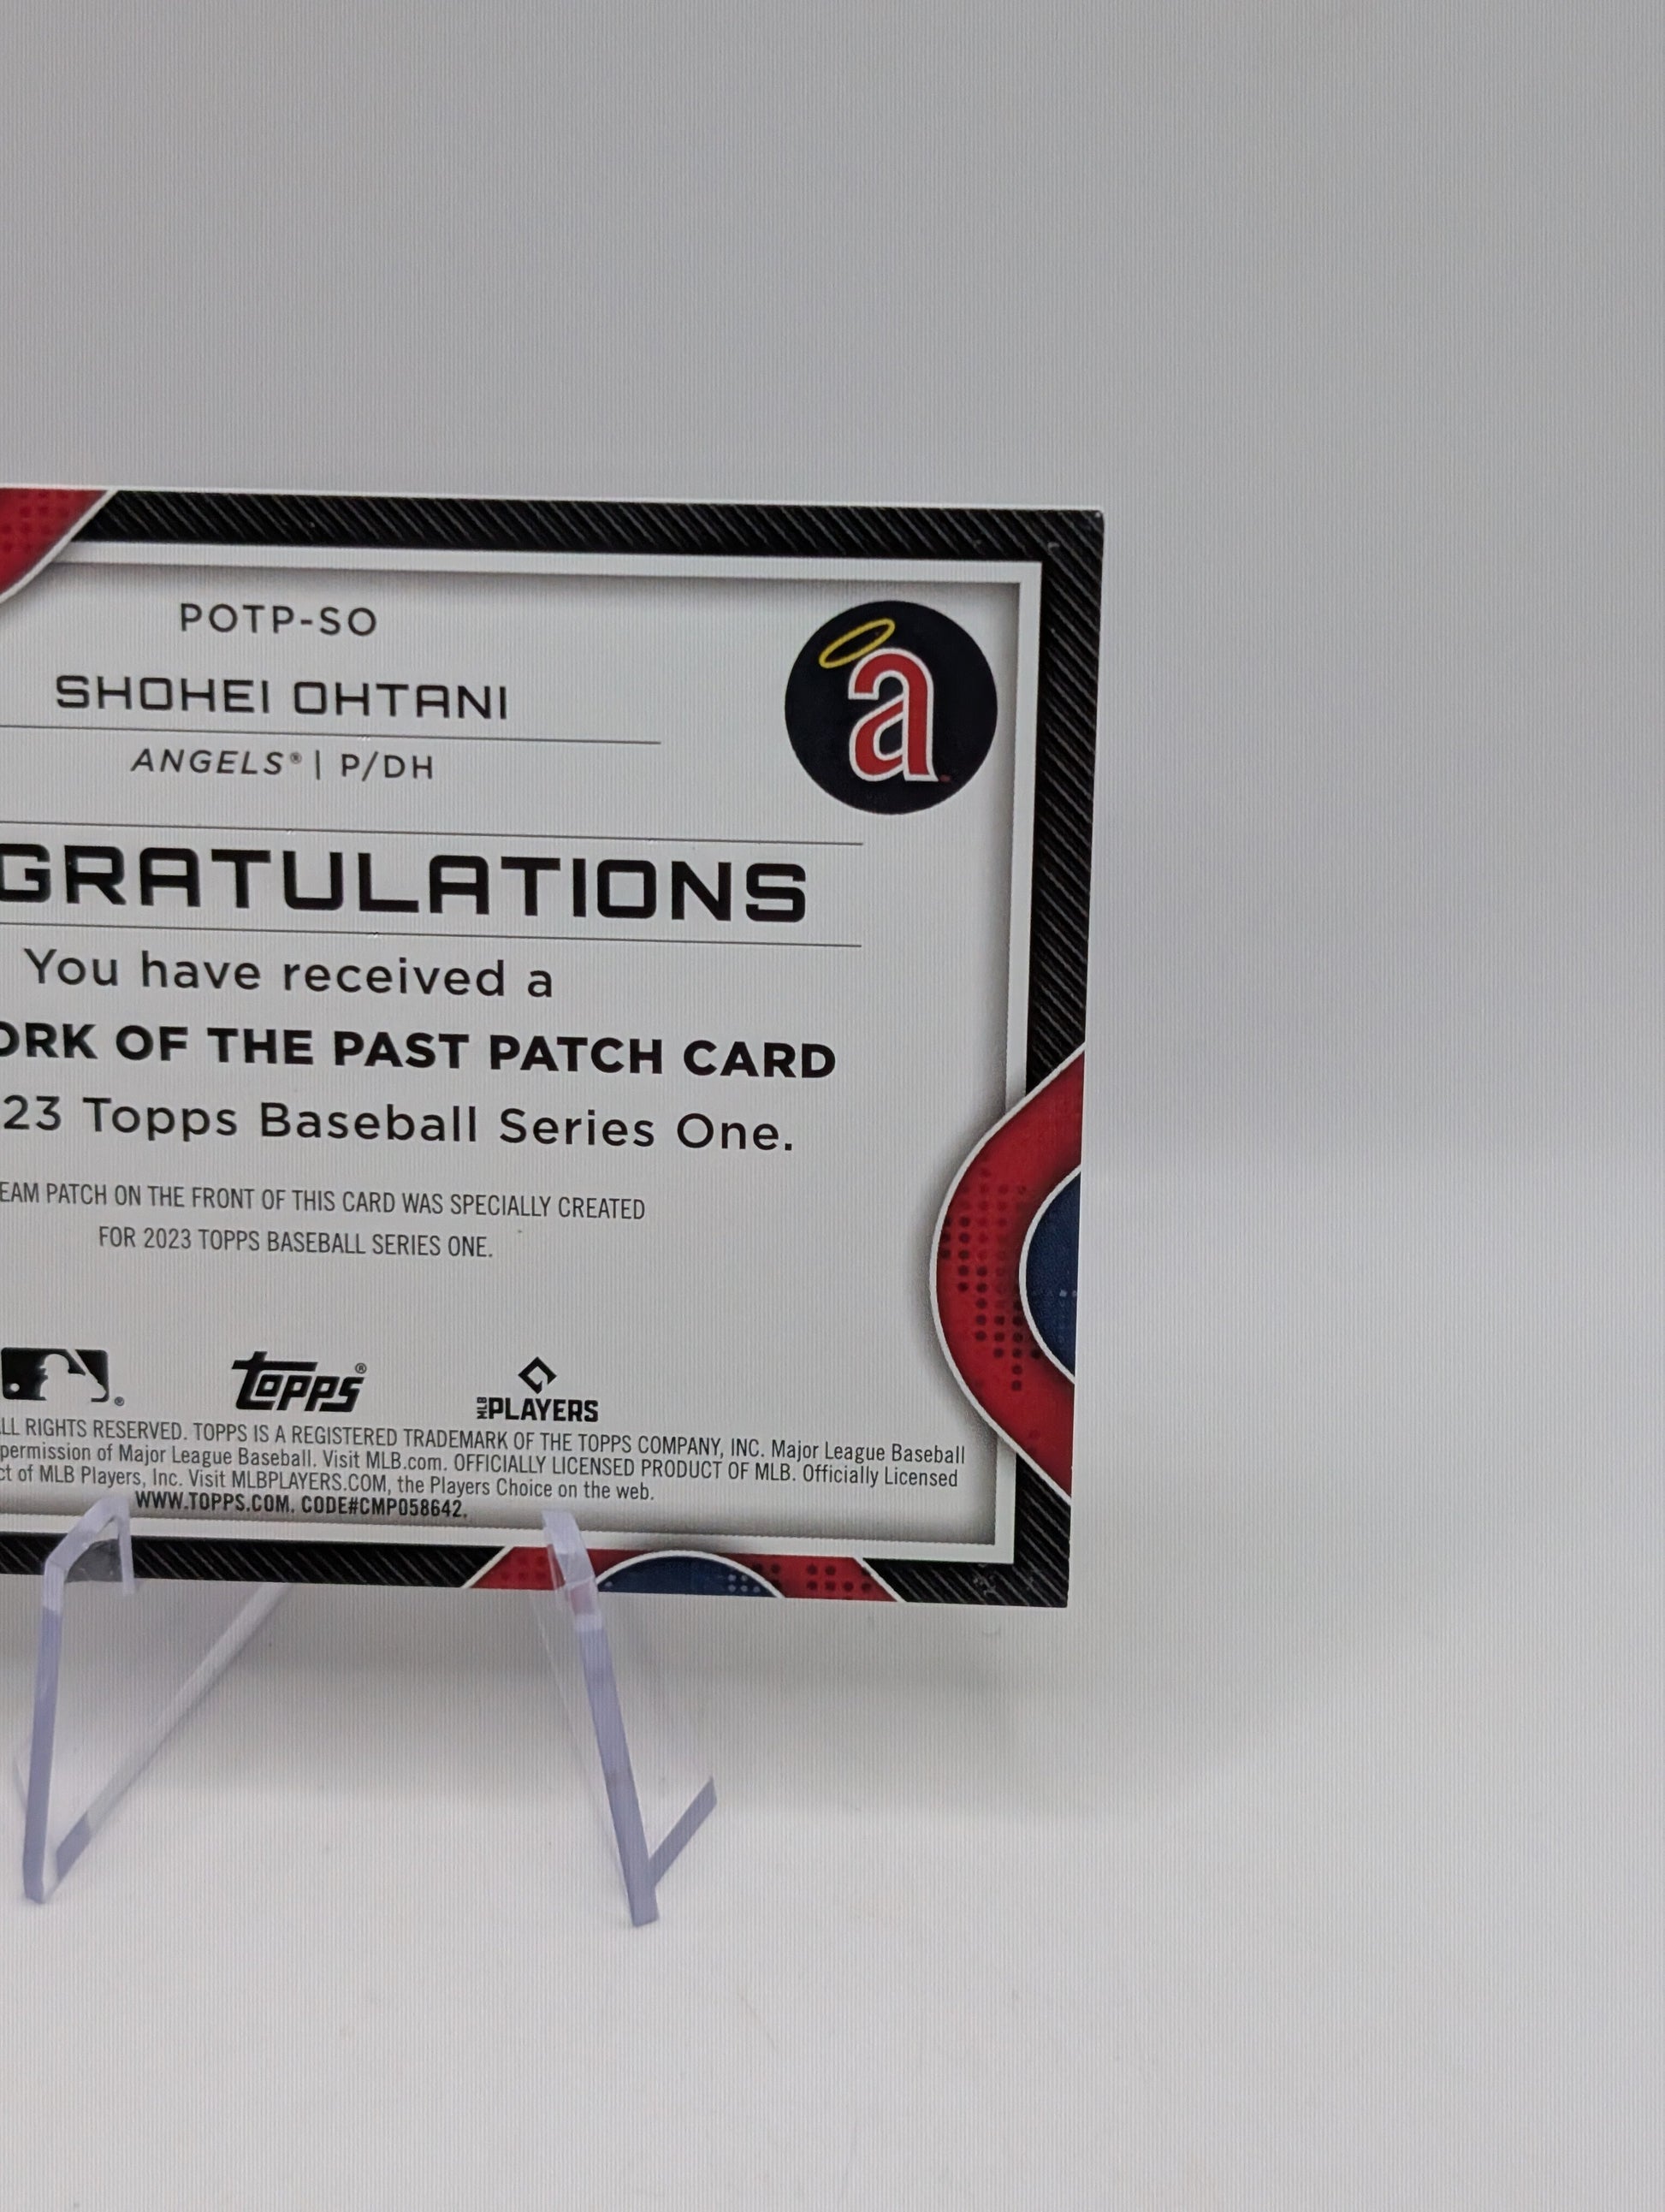 POTP-SO
SHOHEI OHTANI
ANGELS® | P/DH
a
GRATULATIONS
You have received a
ORK OF THE PAST PATCH CARD
23 Topps Baseball Series One.
EAM PATCH ON THE FRONT OF THIS CARD WAS SPECIALLY CREATED
FOR 2023 TOPPS BASEBALL SERIES ONE.
topps®
MLB PLAYERS
LL RIGHTS RESERVED. TOPPS IS A REGISTERED TRADEMARK OF THE TOPPS COMPANY, INC. Major League Baseball
permission of Major League Baseball. Visit MLB.com. OFFICIALLY LICENSED PRODUCT OF MLB. Officially Licensed
ct of MLB Players, Inc. Visit MLBPLAYERS.COM, the Players Choice on the web.
WWW.TOPPS.COM. CODE#CMP058642.